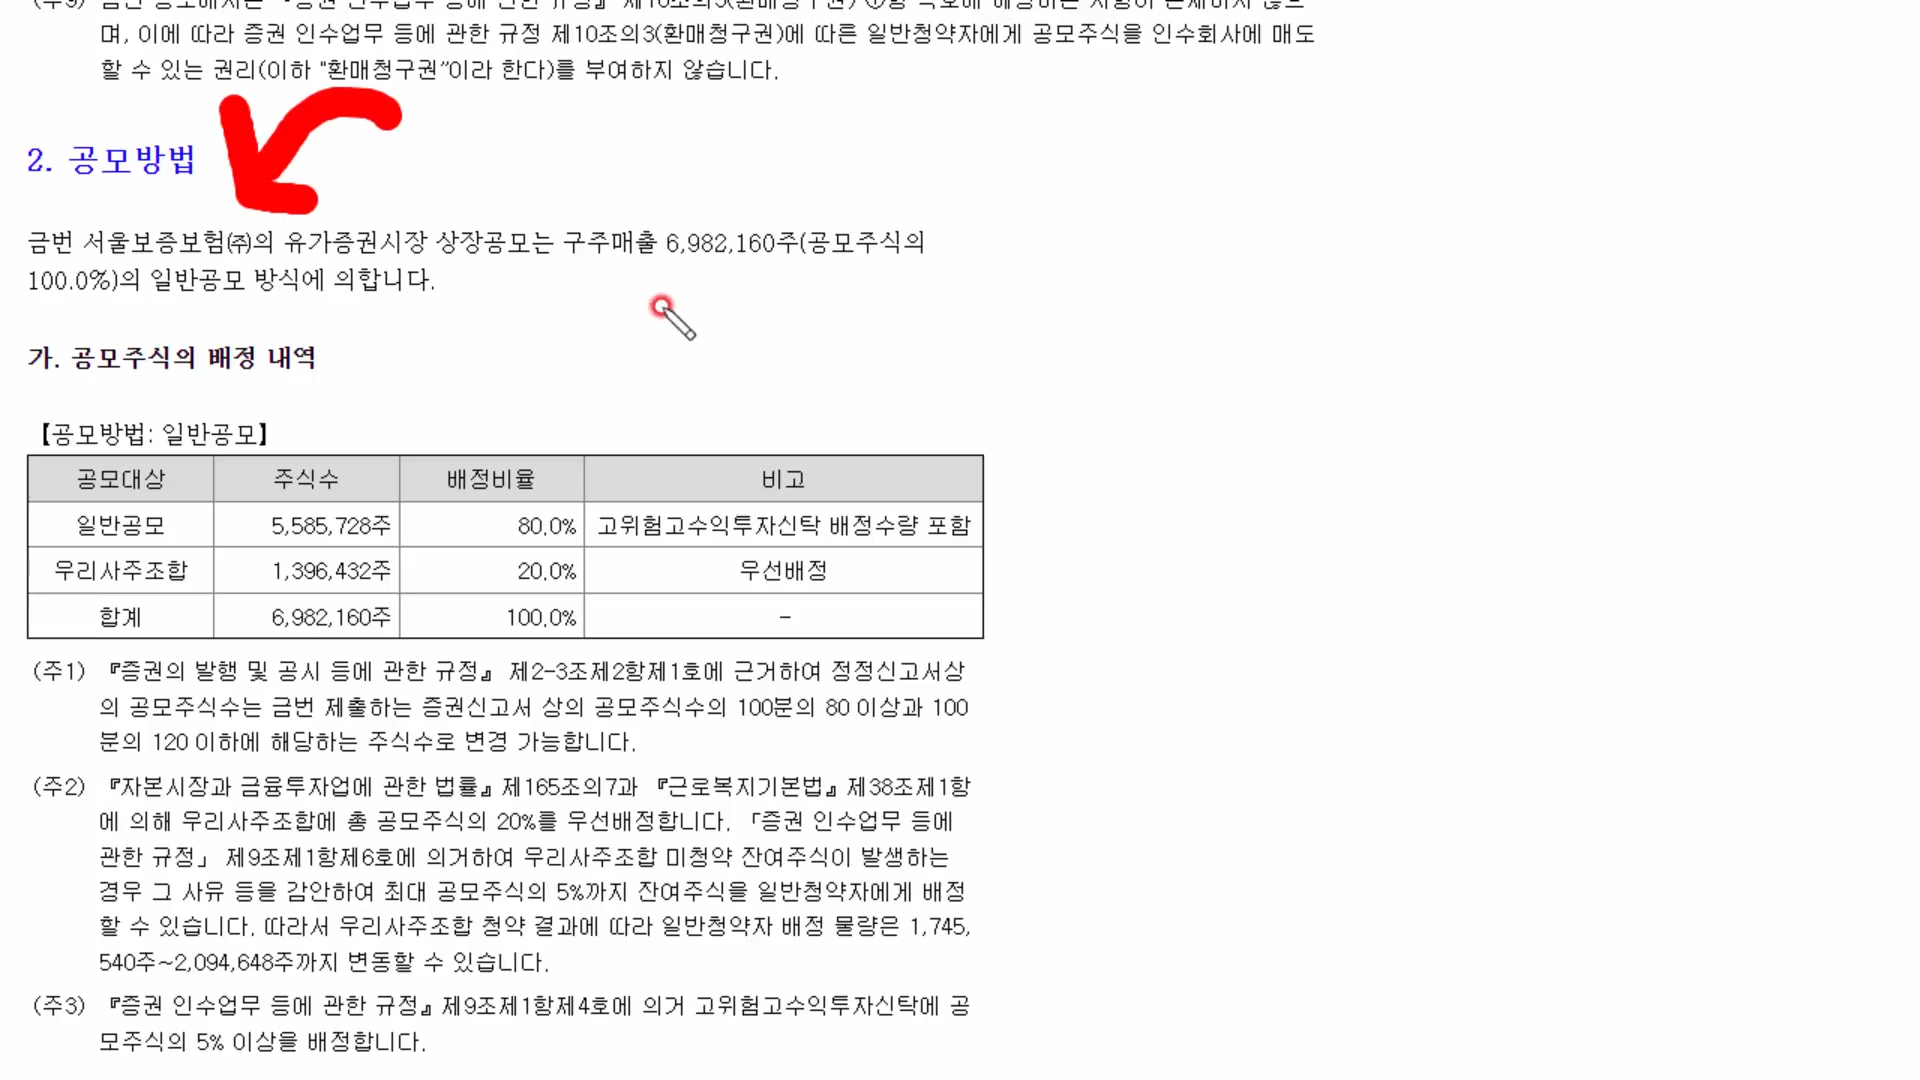 며, 이에 따라 증권 인수업무 등에 관한 규정 제10조의3(환매청구권)에 따른 일반청약자에게 공모주식을 인수회사에 매도
할 수 있는 권리(이하 "환매청구권"이라 한다)를 부여하지 않습니다.
2. 공모방법
금번 서울보증보험㈜의 유가증권시장 상장공모는 구주매출 6,982,160주(공모주식의
100.0%)의 일반공모 방식에 의합니다.
가. 공모주식의 배정 내역
【공모방법: 일반공모】
공모대상 주식수 배정비율 비고
일반공모 5,585,728주 80.0% 고위험고수익투자신탁 배정수량 포함
우리사주조합 1,396,432주 20.0% 우선배정
합계 6,982,160주 100.0% -
(주1) 『증권의 발행 및 공시 등에 관한 규정』 제2-3조제2항제1호에 근거하여 정정신고서상
의 공모주식수는 금번 제출하는 증권신고서 상의 공모주식수의 100분의 80 이상과 100
분의 120 이하에 해당하는 주식수로 변경 가능합니다.
(주2) 『자본시장과 금융투자업에 관한 법률』 제165조의7과 『근로복지기본법』 제38조제1항
에 의해 우리사주조합에 총 공모주식의 20%를 우선배정합니다. 「증권 인수업무 등에
관한 규정」 제9조제1항제6호에 의거하여 우리사주조합 미청약 잔여주식이 발생하는
경우 그 사유 등을 감안하여 최대 공모주식의 5%까지 잔여주식을 일반청약자에게 배정
할 수 있습니다. 따라서 우리사주조합 청약 결과에 따라 일반청약자 배정 물량은 1,745,
540주~2,094,648주까지 변동할 수 있습니다.
(주3) 『증권 인수업무 등에 관한 규정』 제9조제1항제4호에 의거 고위험고수익투자신탁에 공
모주식의 5% 이상을 배정합니다.